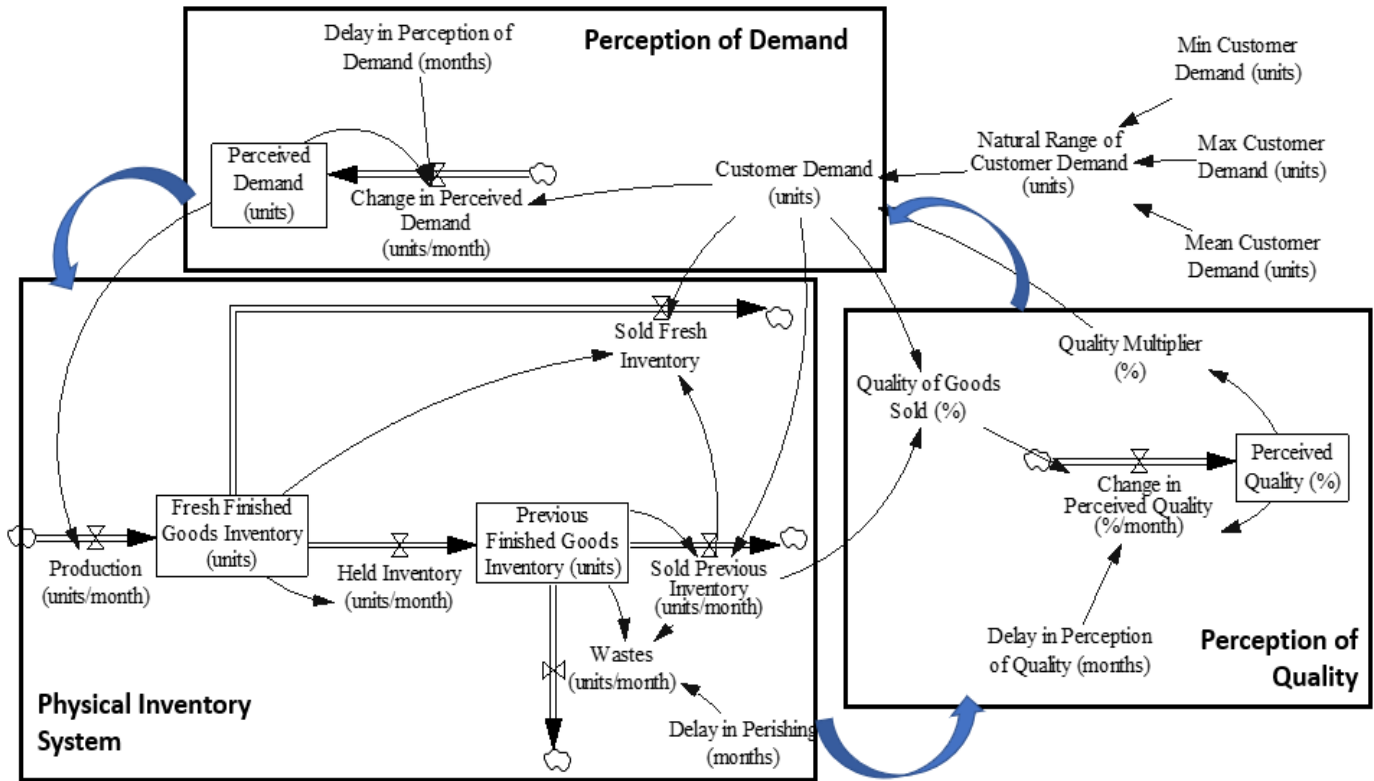 Delay in Perception of
Demand (months)
Perception of Demand
Min Customer
Demand (units)
Perceived
Demand
(units)
Change in Perceived
Demand
(units/month)
Customer Demand
(units)
Natural Range of
Customer Demand
(units)
Max Customer
Demand (units)
Mean Customer
Demand (units)
Sold Fresh
Inventory
Quality Multiplier
(%)
Quality of Goods
Sold (%)
Perceived
Quality (%)
Change in
Perceived Quality
(%/month)
Fresh Finished
Goods Inventory
(units)
Previous
Finished Goods
Inventory (units)
Production
(units/month)
Held Inventory
(units/month)
Sold Previous
Inventory
(units/month)
Delay in Perception
of Quality (months)
Perception of
Quality
Wastes
(units/month)
Physical Inventory
System
Delay in Perishing
(months)